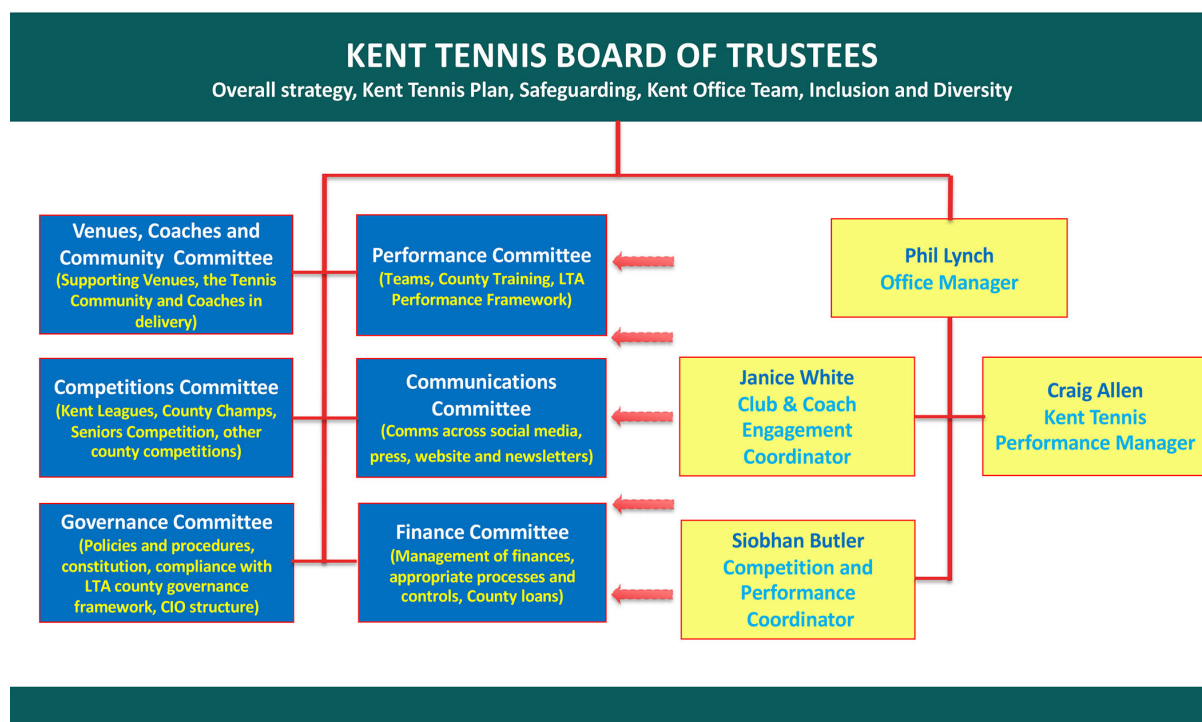 KENT TENNIS BOARD OF TRUSTEES
Overall strategy, Kent Tennis Plan, Safeguarding, Kent Office Team, Inclusion and Diversity
Venues, Coaches and
Community Committee
(Supporting Venues, the Tennis
Community and Coaches in
delivery)
Performance Committee
(Teams, County Training, LTA
Performance Framework)
Phil Lynch
Office Manager
Competitions Committee
(Kent Leagues, County Champs,
Seniors Competition, other
county competitions)
Communications
Committee
(Comms across social media,
press, website and newsletters)
Janice White
Club & Coach
Engagement
Coordinator
Craig Allen
Kent Tennis
Performance Manager
Governance Committee
(Policies and procedures,
constitution, compliance with
LTA county governance
framework, CIO structure)
Finance Committee
(Management of finances,
appropriate processes and
controls, County loans)
Siobhan Butler
Competition and
Performance
Coordinator